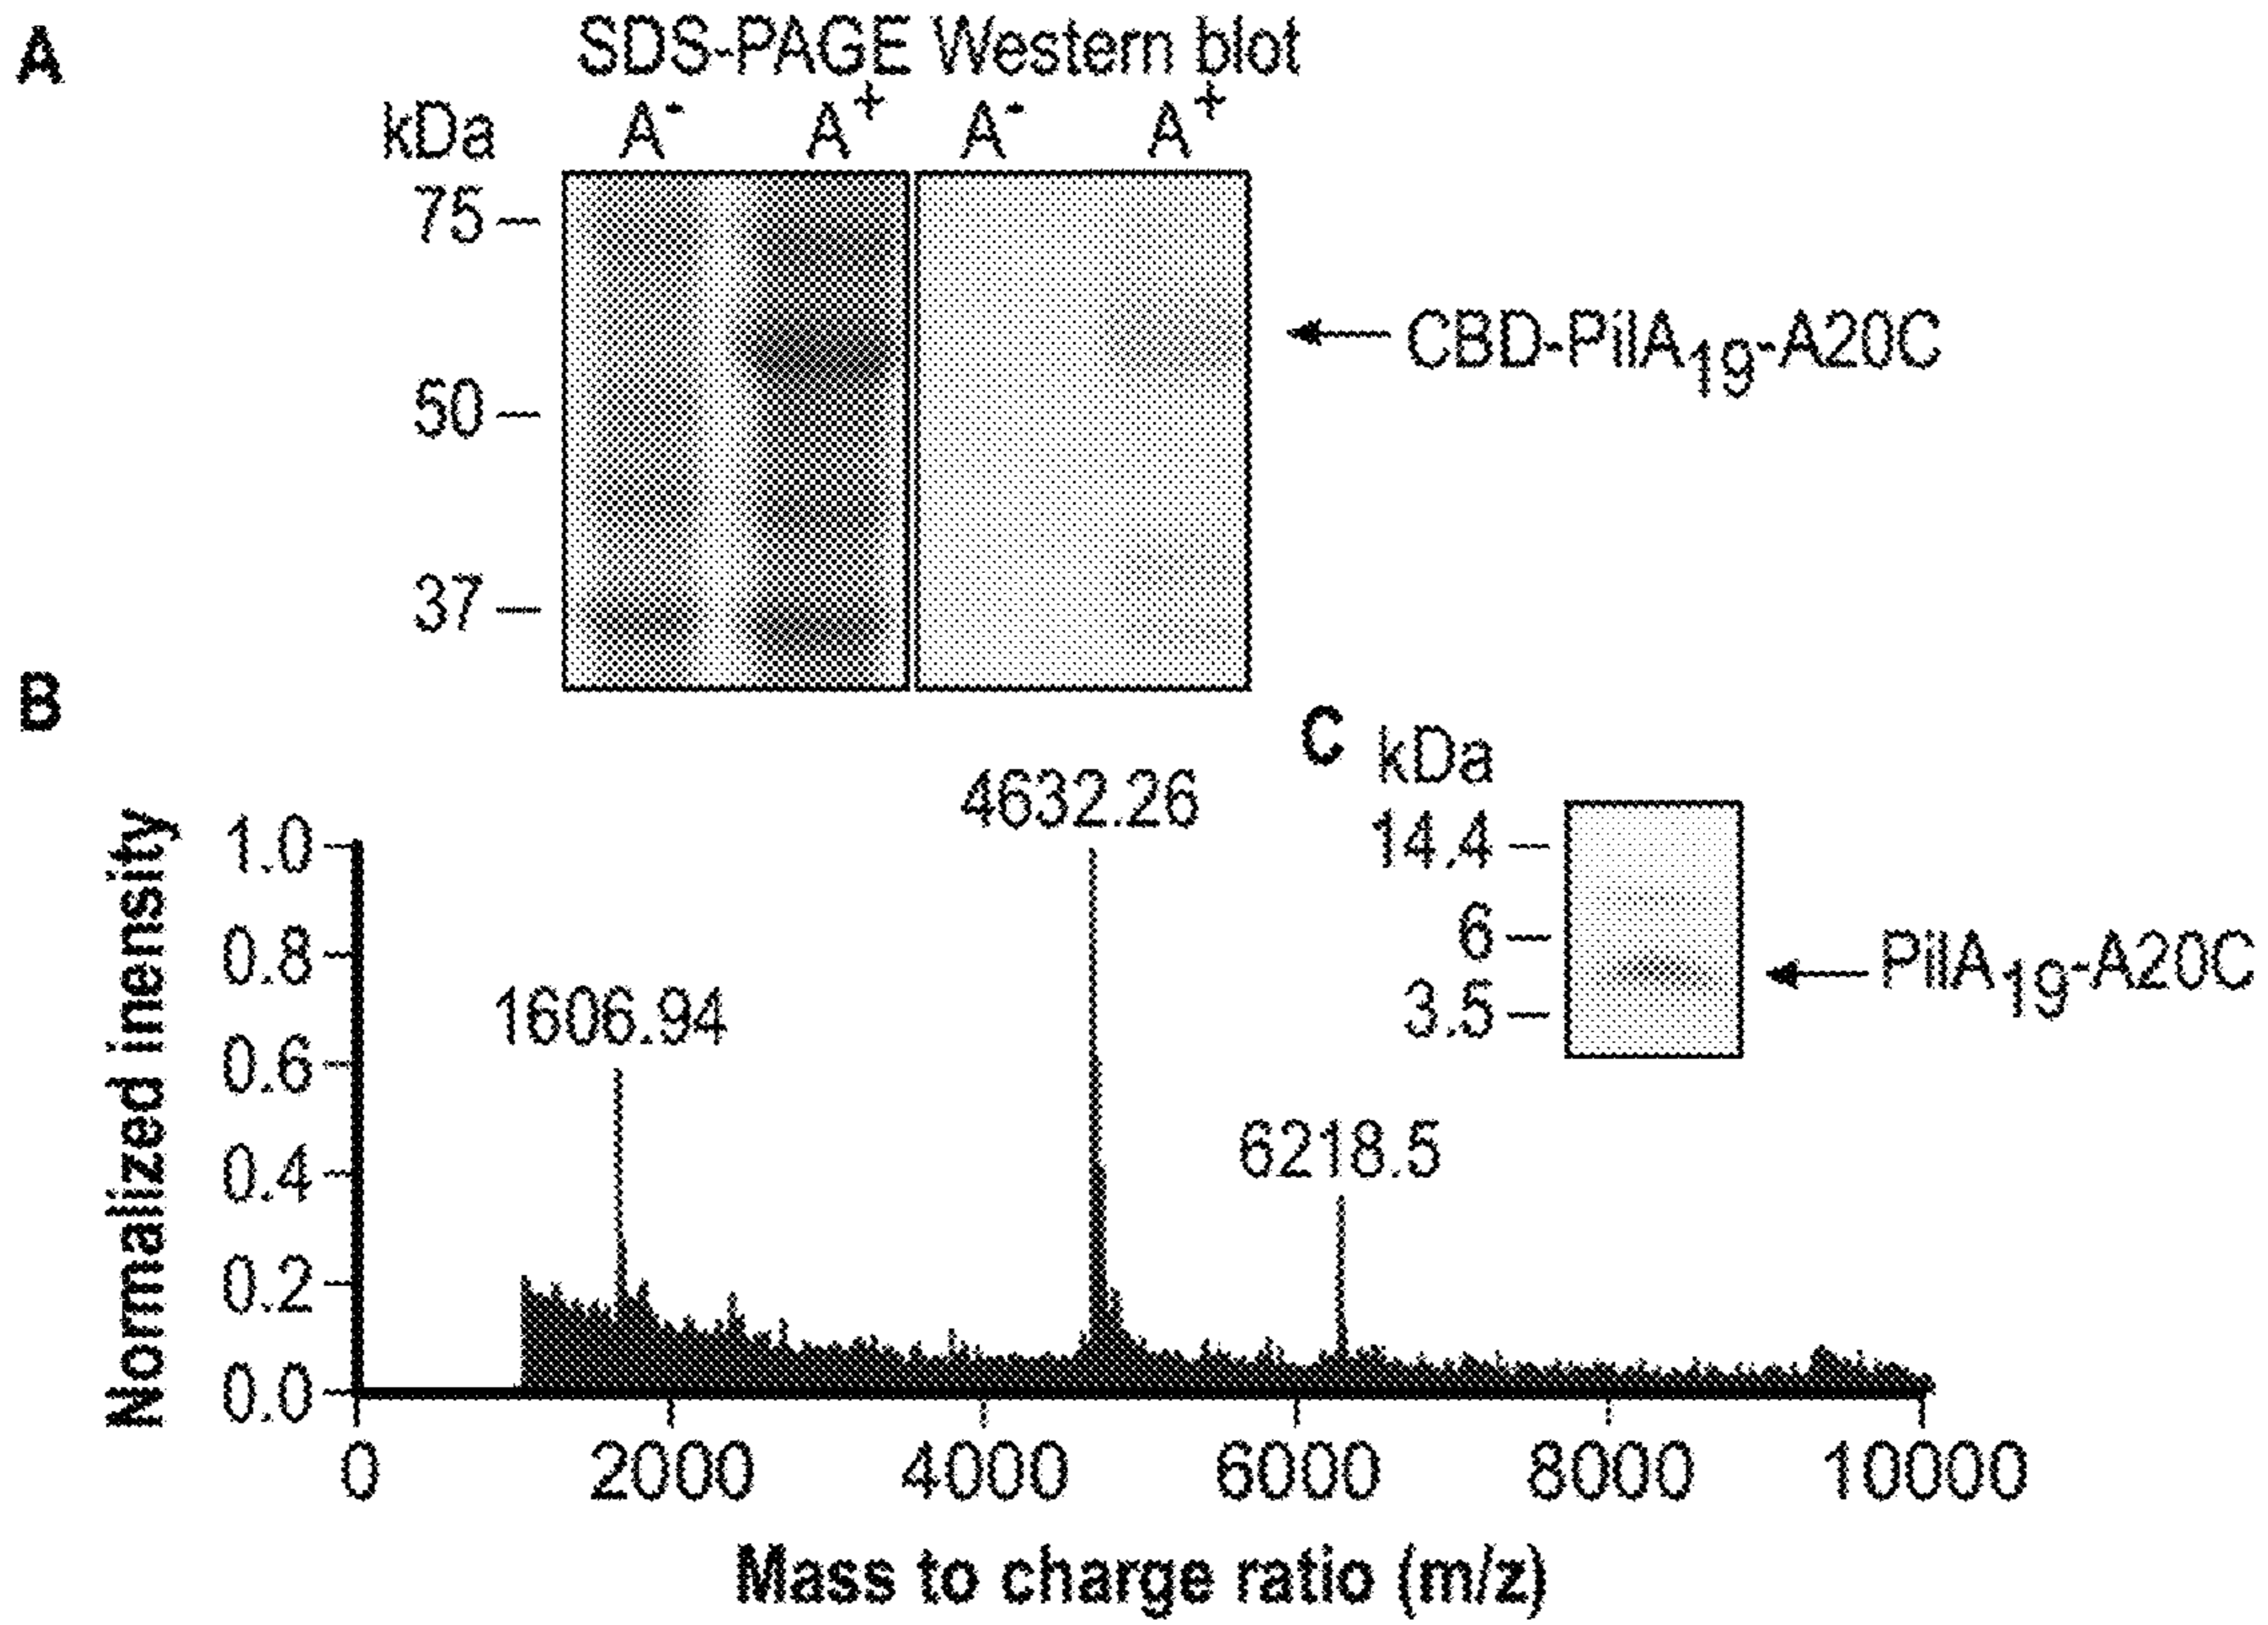 A
SDS-PAGE Western blot
kDa A- A+ A- A+
75
CBD-PilA19-A20C
50
37
B
C kDa
4632.26
14.4
6
PilA19-A20C
3.5
1606.94
6218.5
Normalized inensity
1.0
0.8
0.6
0.4
0.2
0.0
0 2000 4000 6000 8000 10000
Mass to charge ratio (m/z)